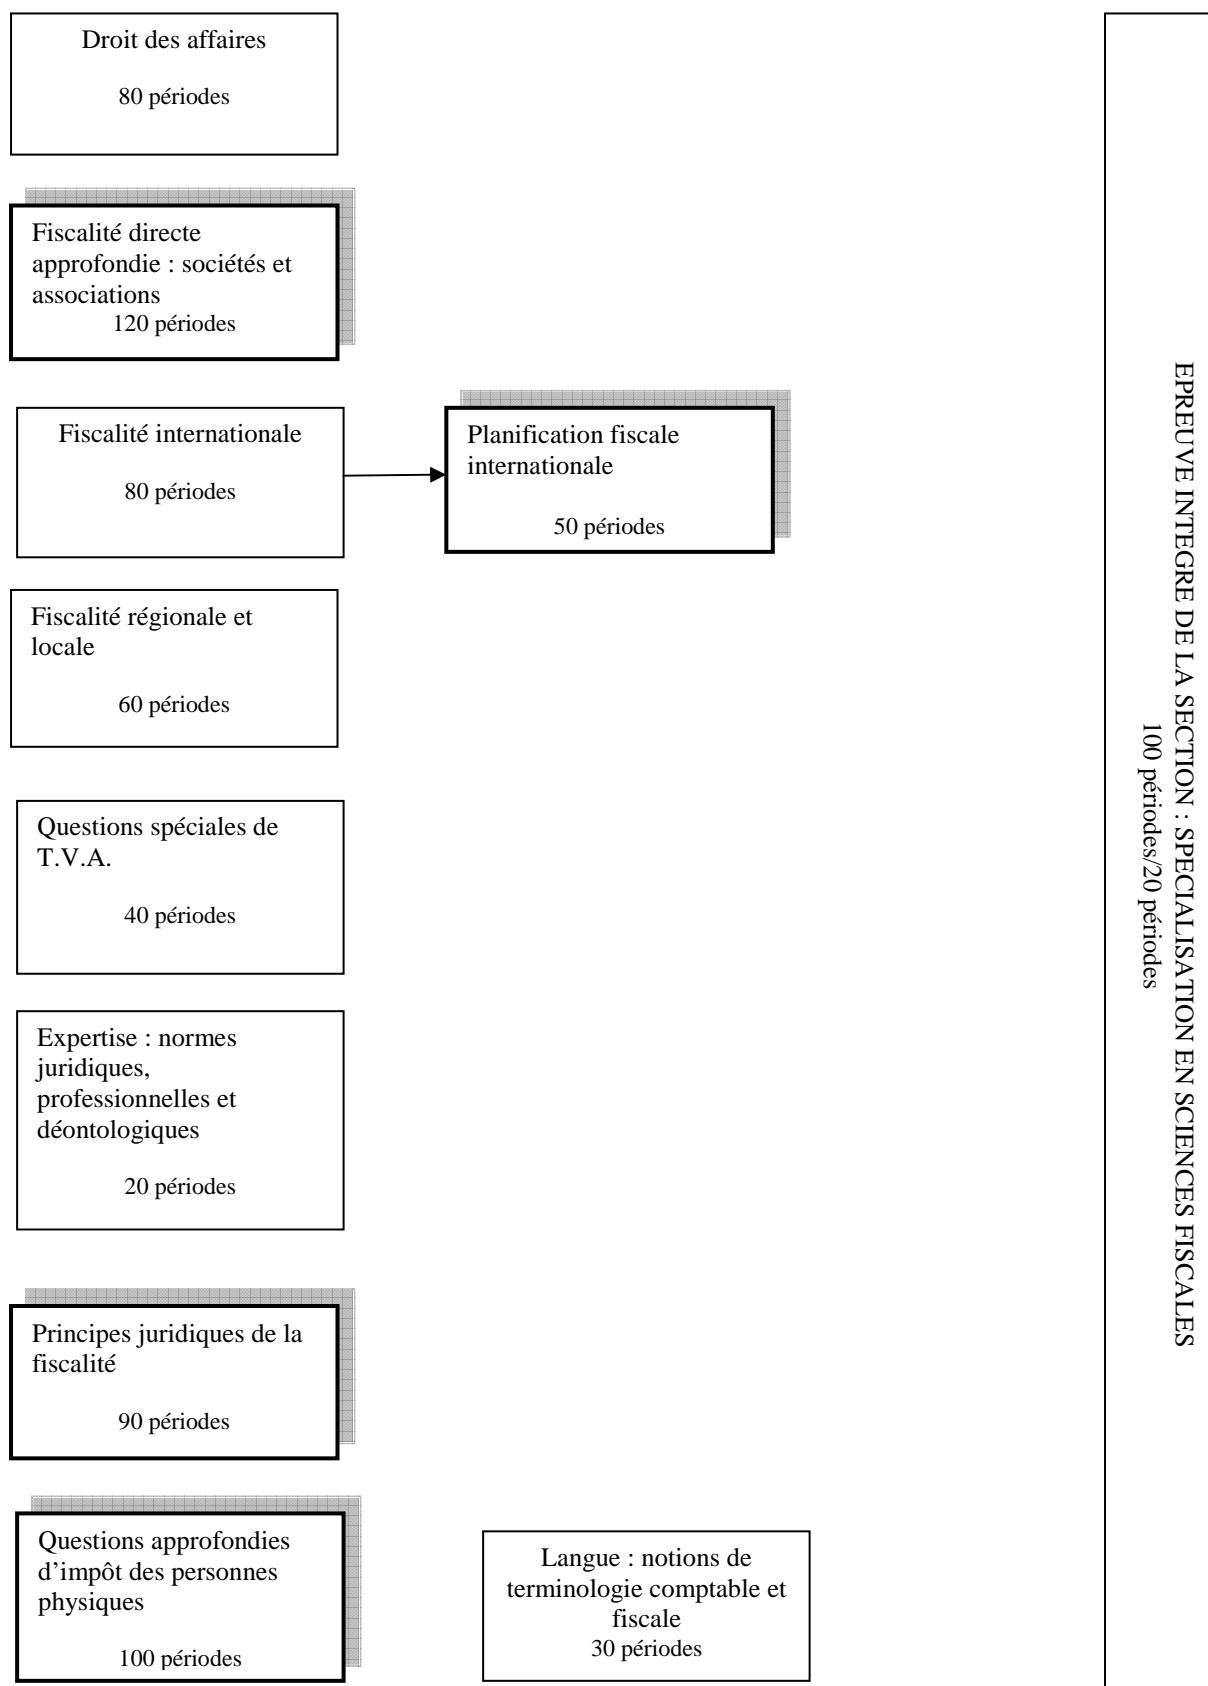 Droit des affaires
80 périodes
Fiscalité directe
approfondie : sociétés et
associations
120 périodes
Fiscalité internationale
80 périodes
Planification fiscale
internationale
50 périodes
Fiscalité régionale et
locale
60 périodes
Questions spéciales de
T.V.A.
40 périodes
Expertise : normes
juridiques,
professionnelles et
déontologiques
20 périodes
Principes juridiques de la
fiscalité
90 périodes
Questions approfondies
d’impôt des personnes
physiques
100 périodes
Langue : notions de
terminologie comptable et
fiscale
30 périodes
EPREUVE INTEGRE DE LA SECTION : SPECIALISATION EN SCIENCES FISCALES
100 périodes/20 périodes